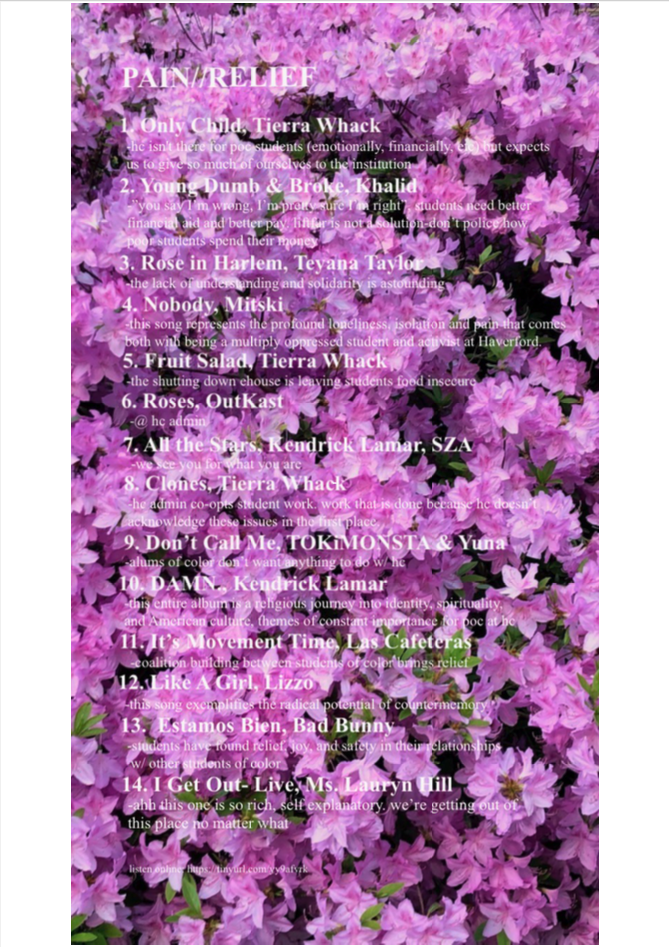 PAIN//RELIEF
1. Only Child, Tierra Whack
-hc isn't there for poc students (emotionally, financially, etc) but expects
us to give so much of ourselves to the institution
2. Young Dumb & Broke, Khalid
-"you say I'm wrong, I'm pretty sure I'm right", students need better
financial aid and better pay. is not a solution-don't police how
poor students spend their money
3. Rose in Harlem, Teyana Taylor
-the lack of understanding and solidarity is astounding
4. Nobody, Mitski
-this song represents the profound loneliness, isolation and pain that comes
both with being a multiply oppressed student and activist at Haverford.
5. Fruit Salad, Tierra Whack
-the shutting down ehouse is leaving students food insecure
6. Roses, OutKast
-@ hc admin
7. All the Stars, Kendrick Lamar, SZA
-we see you for what you are
8. Clones, Tierra Whack
-hc admin co-opts student work. work that is done because hc doesn't
acknowledge these issues in the first place
9. Don't Call Me, TOKiMONSTA & Yuna
-alums of color don't want anything to do w/ hc
10. DAMN., Kendrick Lamar
-this entire album is a religious journey into identity, spirituality,
and American culture, themes of constant importance for poc at hc
11. It's Movement Time, Las Cafeteras
-coalition building between students of color brings relief
12. Like A Girl, Lizzo
-this song exemplifies the radical potential of countermemory
13. Estamos Bien, Bad Bunny
-students have found relief, joy, and safety in their relationships
w/ other students of color
14. I Get Out- Live, Ms. Lauryn Hill
-ahh this one is so rich, self explanatory. we're getting out of
this place no matter what
listen online: